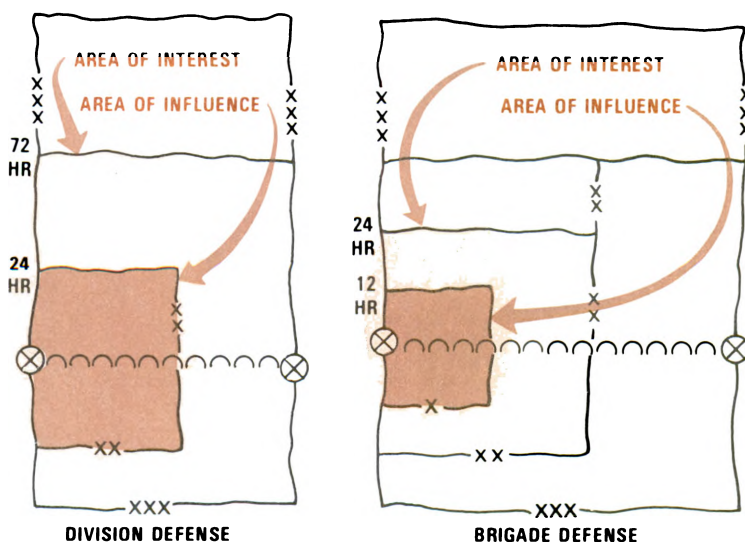 AREA OF INTEREST
AREA OF INFLUENCE
XXX
XXX
72
HR
24
HR
XX
XX
XXX
DIVISION DEFENSE
AREA OF INTEREST
AREA OF INFLUENCE
XXX
XXX
XX
24
HR
12
HR
XX
X
XX
XXX
BRIGADE DEFENSE